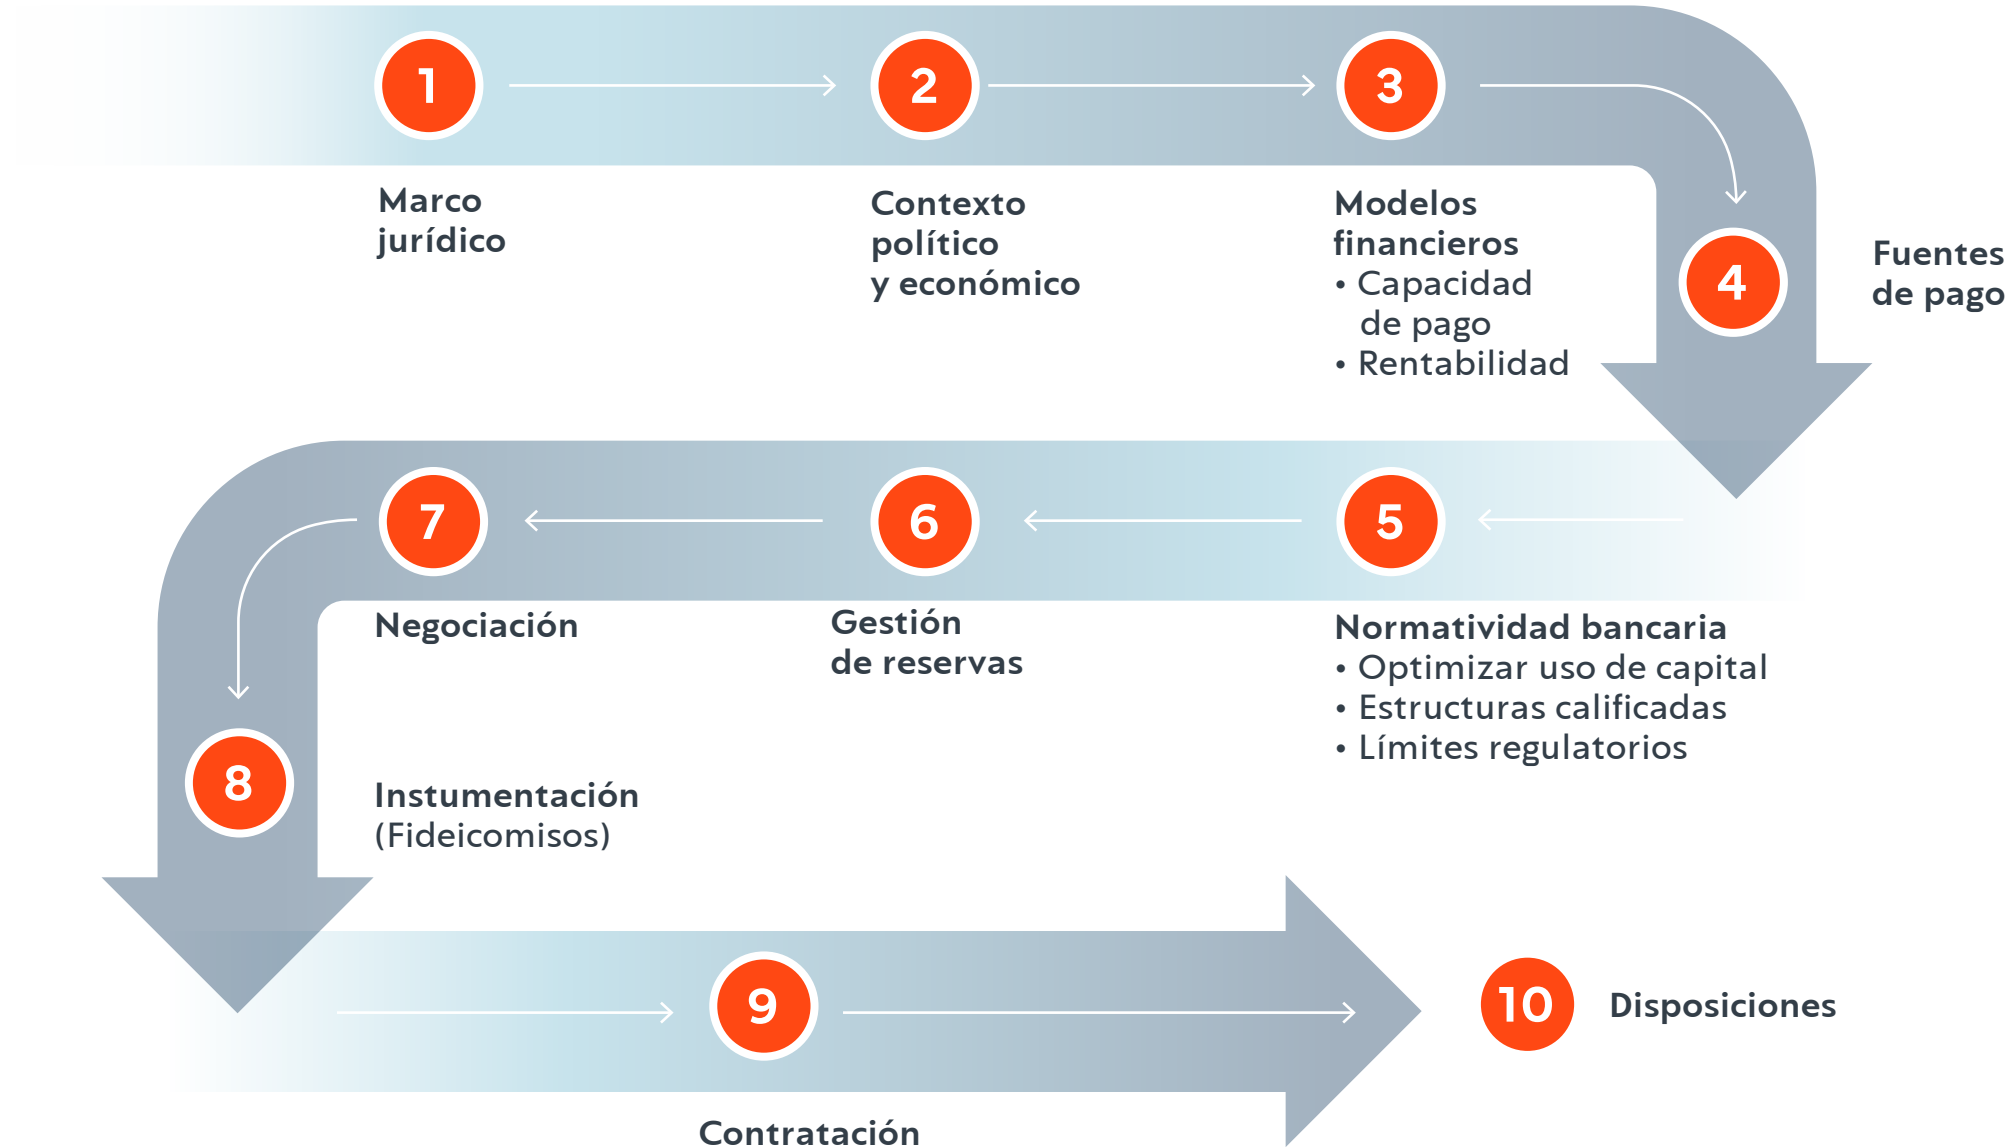 1
Marco
jurídico
2
Contexto
político
y económico
3
Modelos
financieros
• Capacidad
de pago
• Rentabilidad
4
Fuentes
de pago
5
Normatividad bancaria
• Optimizar uso de capital
• Estructuras calificadas
• Límites regulatorios
6
Gestión
de reservas
7
Negociación
8
Instumentación
(Fideicomisos)
9
Contratación
10
Disposiciones